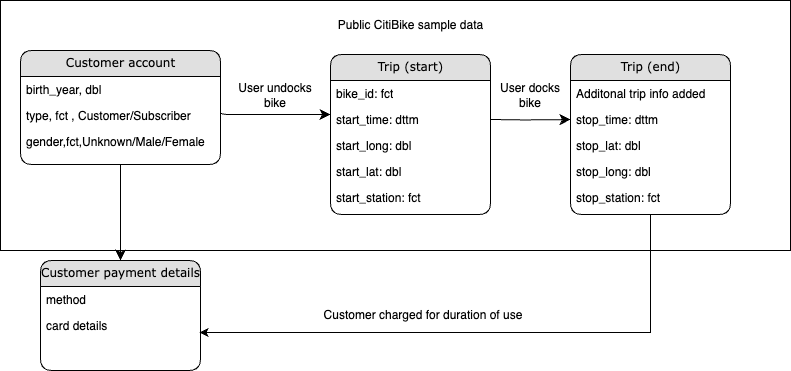 Public CitiBike sample data
Customer account
birth_year, dbl
type, fct , Customer/Subscriber
gender,fct,Unknown/Male/Female
User undocks
bike
Trip (start)
bike_id: fct
start_time: dttm
start_long: dbl
start_lat: dbl
start_station: fct
User docks
bike
Trip (end)
Additonal trip info added
stop_time: dttm
stop_lat: dbl
stop_long: dbl
stop_station: fct
Customer payment details
method
card details
Customer charged for duration of use